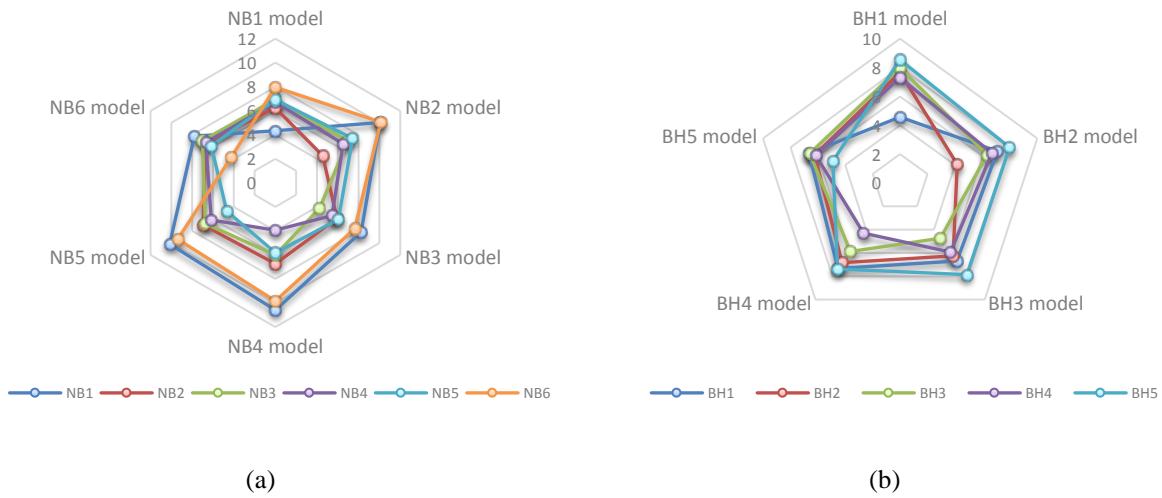 NB1 model
12
10
8
6
4
2
0
NB2 model
NB3 model
NB4 model
NB5 model
NB6 model
NB1 NB2 NB3 NB4 NB5 NB6
(a)
BH1 model
10
8
6
4
2
0
BH2 model
BH3 model
BH4 model
BH5 model
BH1 BH2 BH3 BH4 BH5
(b)